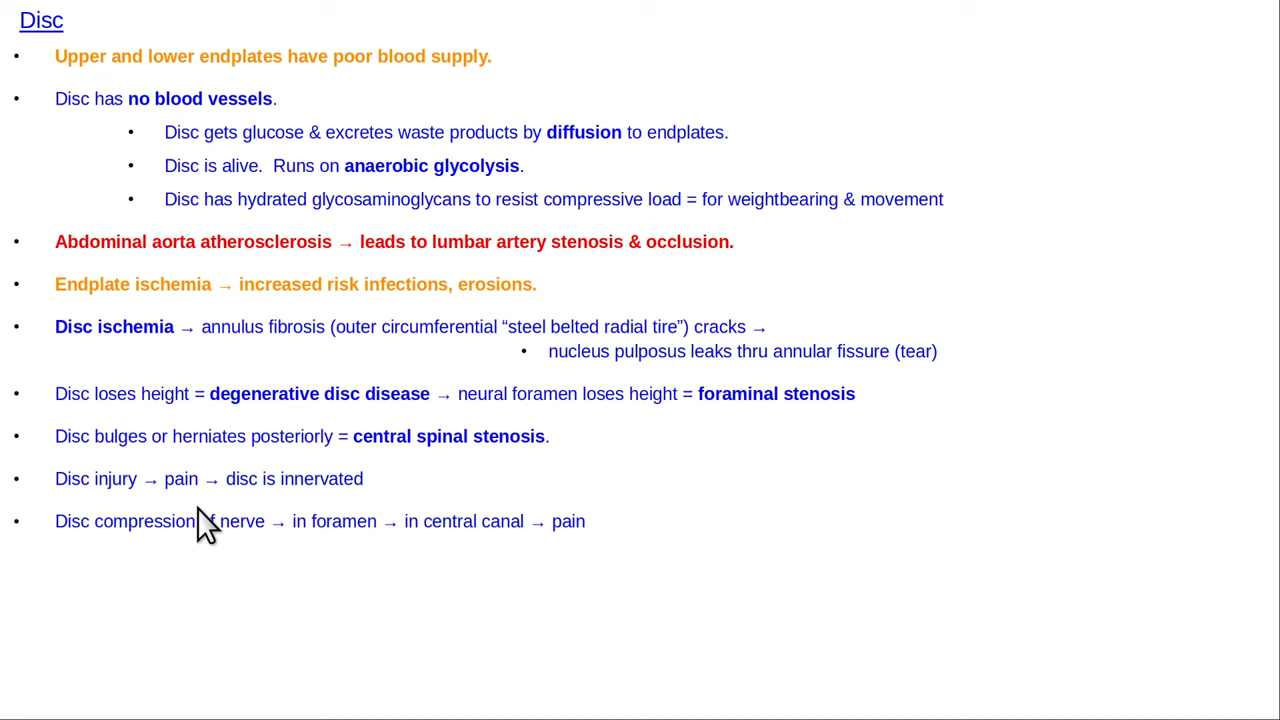 Disc
• Upper and lower endplates have poor blood supply.
• Disc has no blood vessels.
• Disc gets glucose & excretes waste products by diffusion to endplates.
• Disc is alive.  Runs on anaerobic glycolysis.
• Disc has hydrated glycosaminoglycans to resist compressive load = for weightbearing & movement
• Abdominal aorta atherosclerosis → leads to lumbar artery stenosis & occlusion.
• Endplate ischemia → increased risk infections, erosions.
• Disc ischemia → annulus fibrosis (outer circumferential “steel belted radial tire”) cracks →
• nucleus pulposus leaks thru annular fissure (tear)
• Disc loses height = degenerative disc disease → neural foramen loses height = foraminal stenosis
• Disc bulges or herniates posteriorly = central spinal stenosis.
• Disc injury → pain → disc is innervated
• Disc compression of nerve → in foramen → in central canal → pain